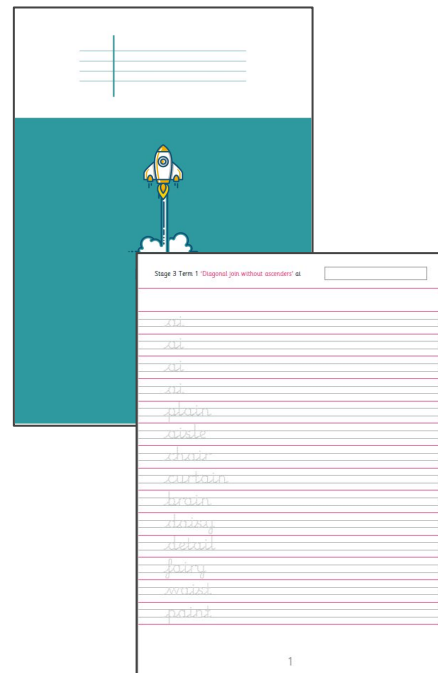 Stage 3 Term 1 'Diagonal join without ascenders' ai
ai
ai
ai
ai
plain
aisle
chair
curtain
brain
daisy
detail
fairy
waist
paint
1